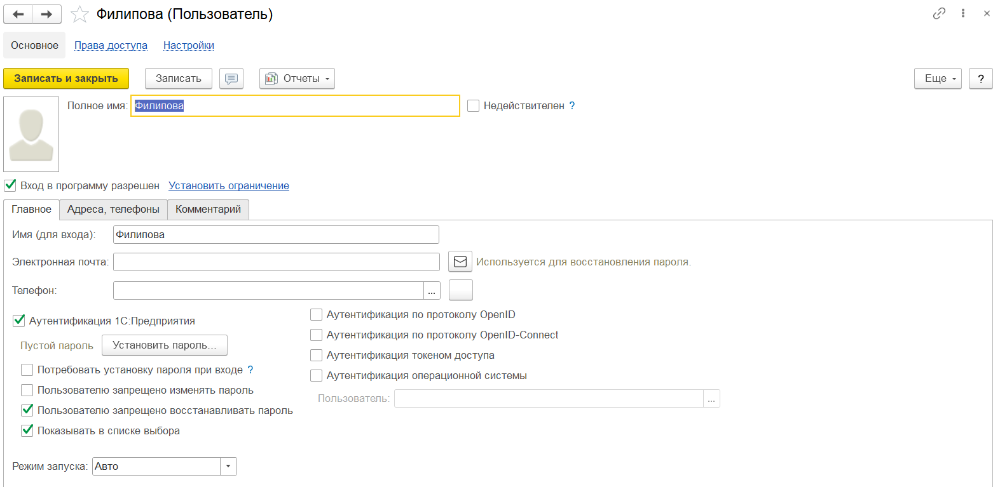 Филипова (Пользователь)
Основное Права доступа Настройки
Записать и закрыть Записать Отчеты Еще ?
Полное имя: Филипова Недействителен ?
Вход в программу разрешен Установить ограничение
Главное Адреса, телефоны Комментарий
Имя (для входа): Филипова
Электронная почта: Используется для восстановления пароля.
Телефон: ...
Аутентификация 1С:Предприятия
Пустой пароль Установить пароль...
Потребовать установку пароля при входе ?
Пользователю запрещено изменять пароль
Пользователю запрещено восстанавливать пароль
Показывать в списке выбора
Аутентификация по протоколу OpenID
Аутентификация по протоколу OpenID-Connect
Аутентификация токеном доступа
Аутентификация операционной системы
Пользователь: ...
Режим запуска: Авто